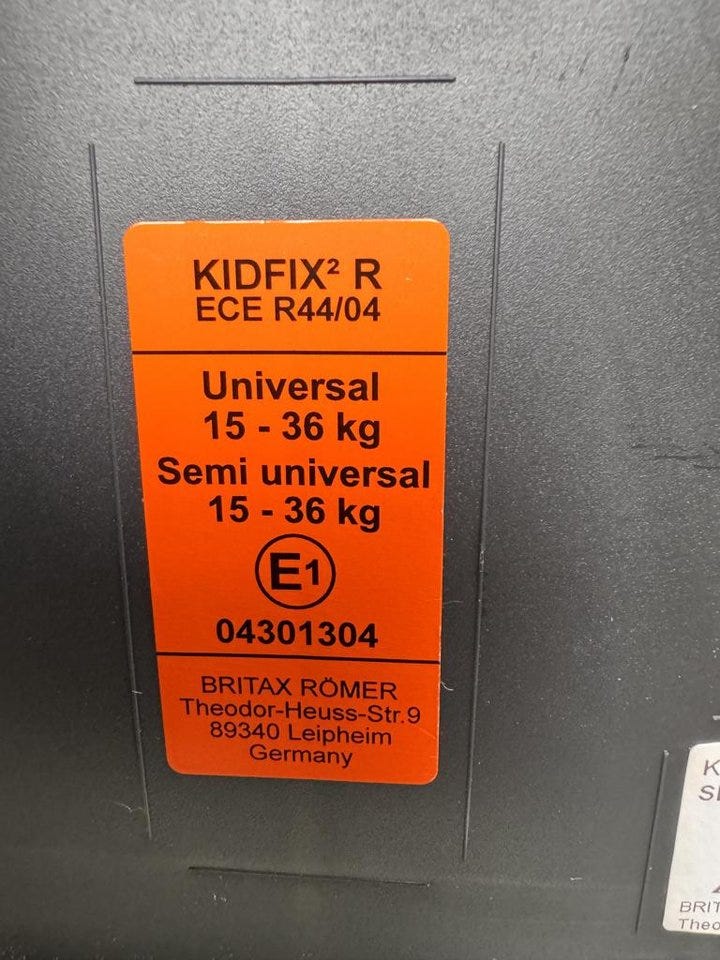 KIDFIX² R
ECE R44/04
Universal
15 - 36 kg
Semi universal
15 - 36 kg
E1
04301304
BRITAX RÖMER
Theodor-Heuss-Str.9
89340 Leipheim
Germany